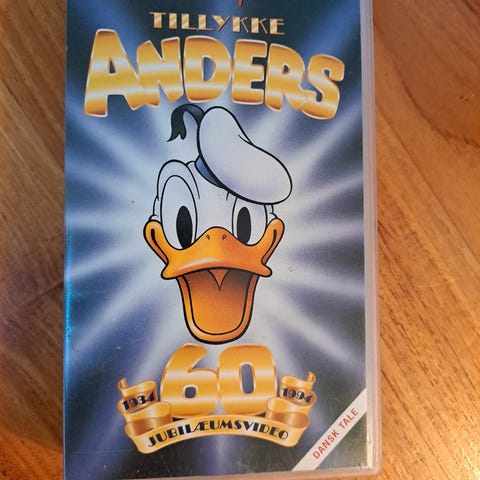 TILLYKKE
ANDERS
60
1934 1994
JUBILÆUMSVIDEO
DANSK TALE